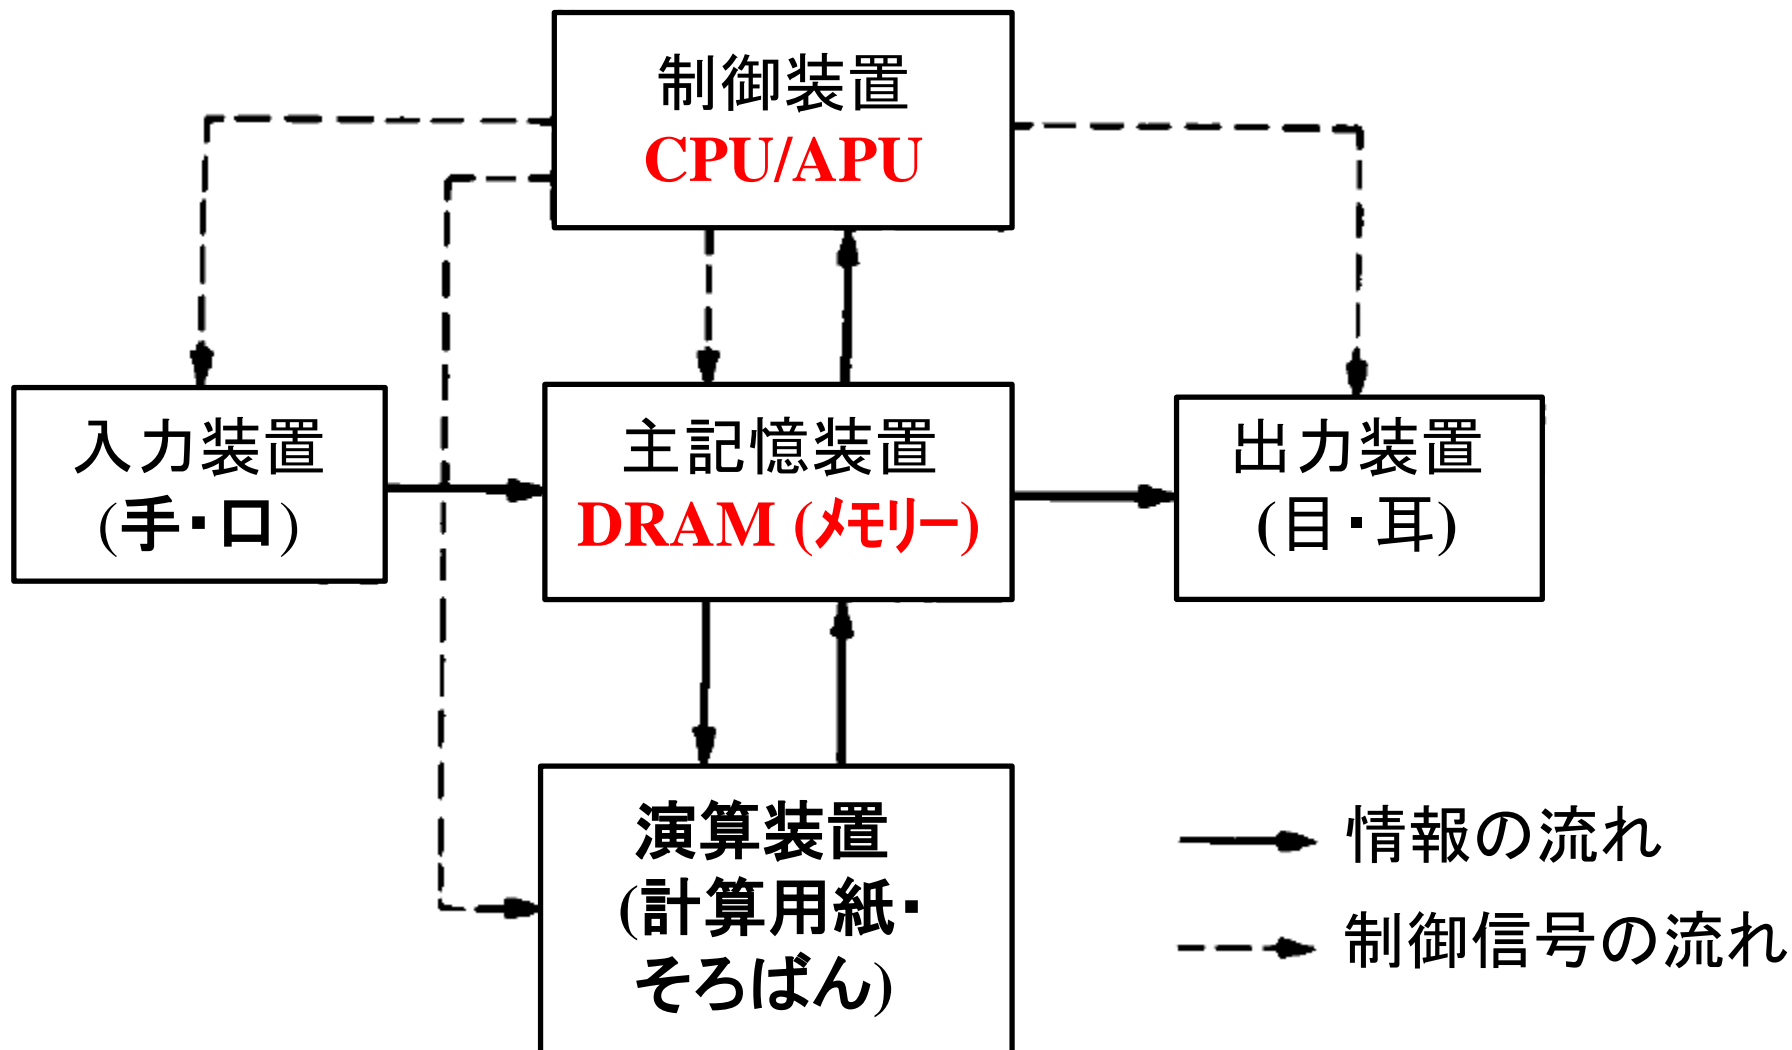 制御装置
CPU/APU
入力装置
(手・口)
主記憶装置
DRAM (メモリー)
出力装置
(目・耳)
演算装置
(計算用紙・
そろばん)
情報の流れ
制御信号の流れ